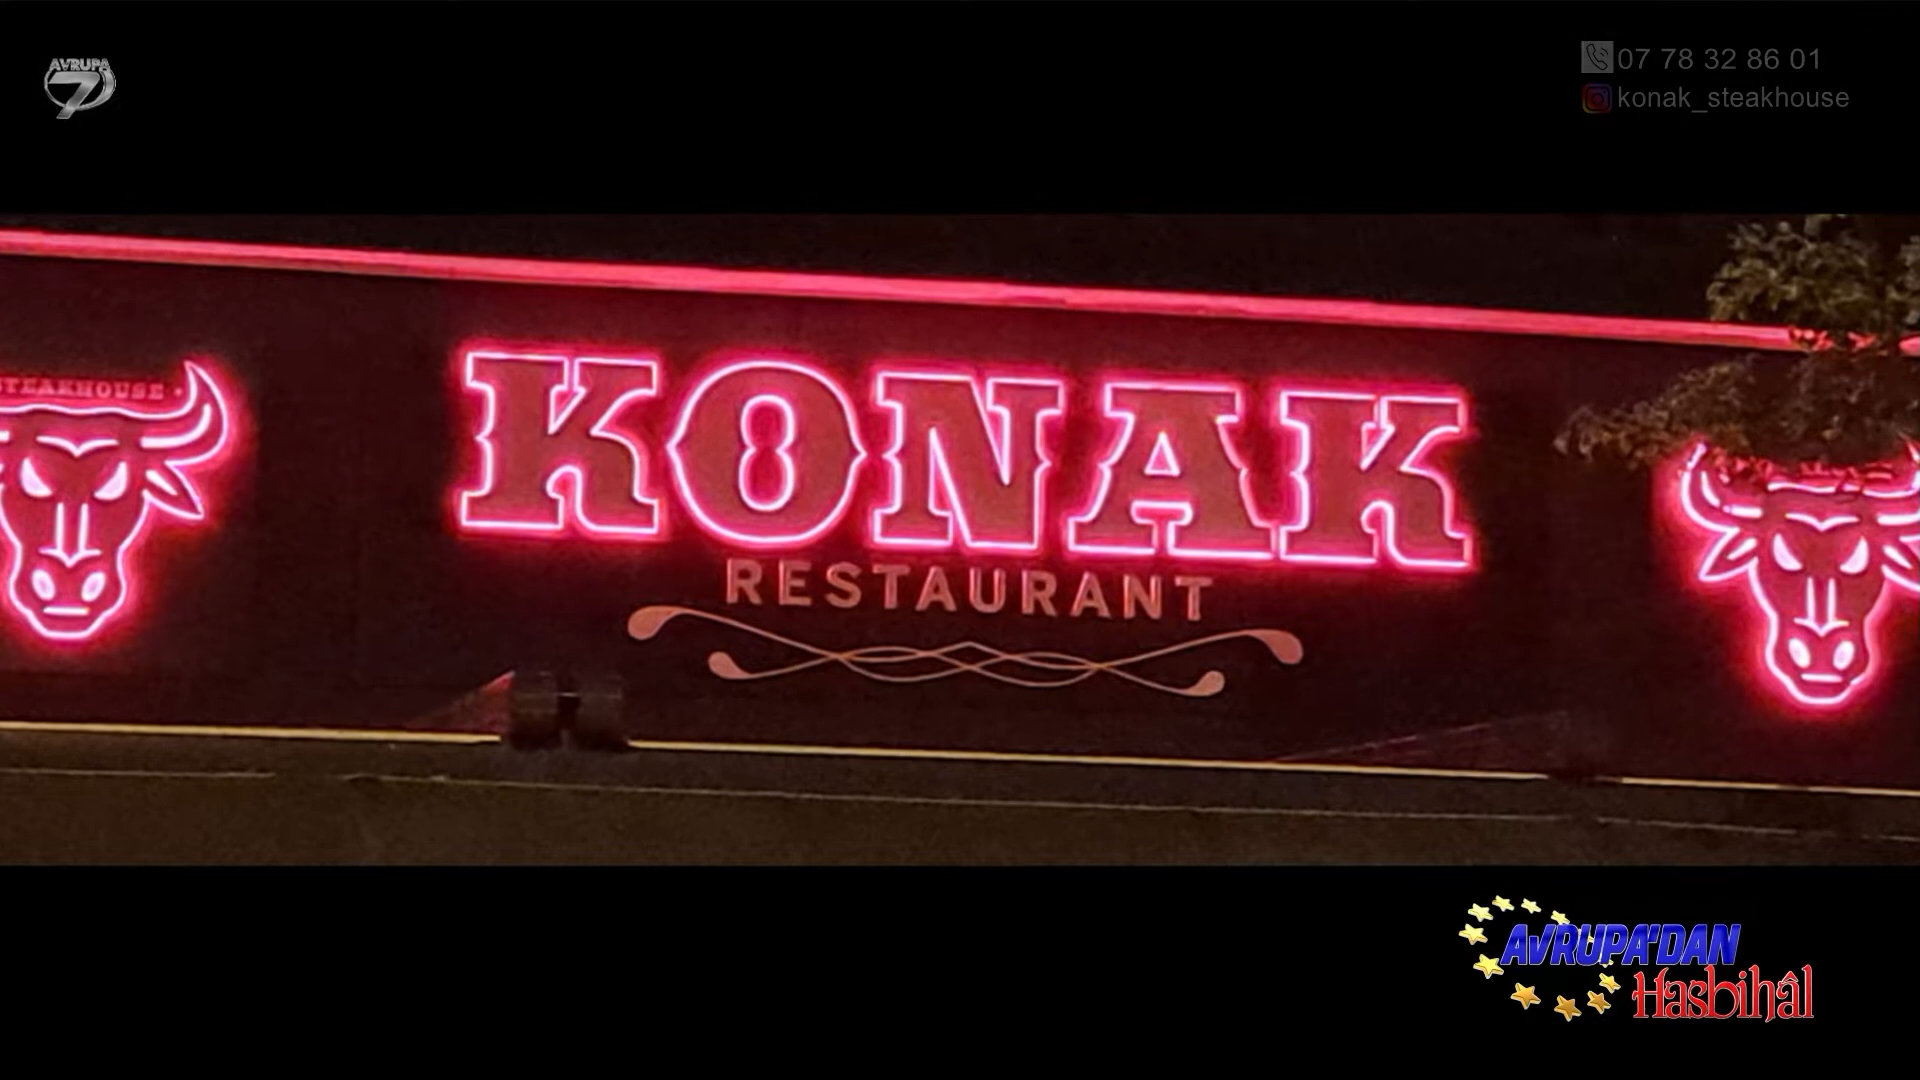 AVRUPA
7
07 78 32 86 01
konak_steakhouse
STEAKHOUSE
KONAK
RESTAURANT
AVRUPA'DAN
Hasbihâl